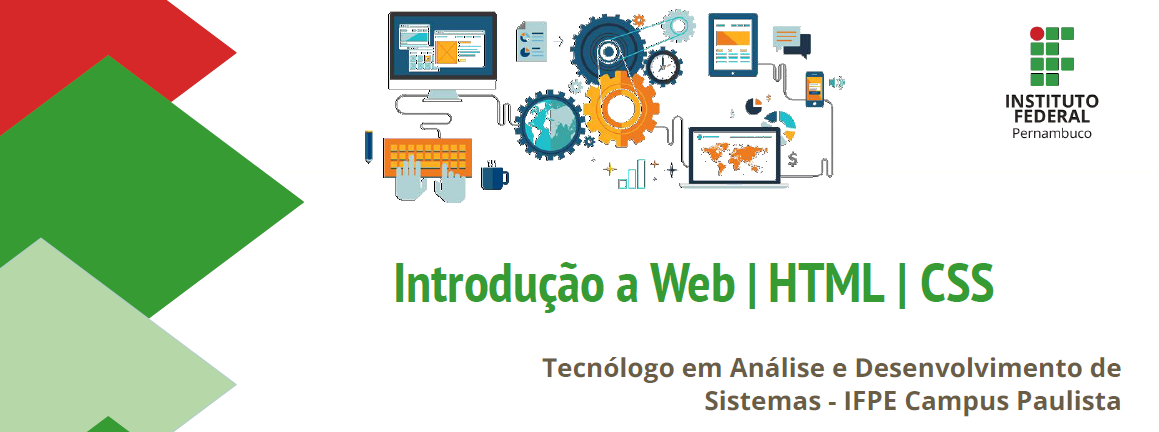 INSTITUTO
FEDERAL
Pernambuco
Introdução a Web | HTML | CSS
Tecnólogo em Análise e Desenvolvimento de
Sistemas - IFPE Campus Paulista